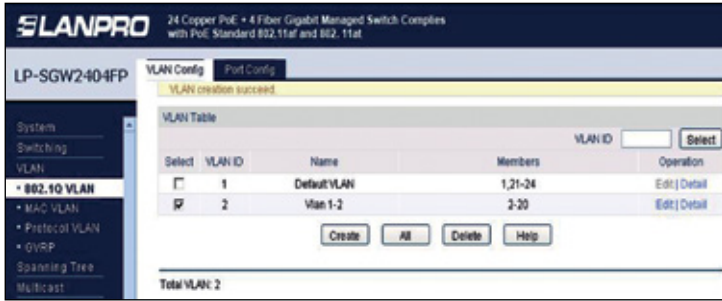 SLANPRO
24 Copper PoE + 4 Fiber Gigabit Managed Switch Complies
with PoE Standard 802.11af and 802. 11at
LP-SGW2404FP
VLAN Config
Port Config
VLAN creation succeed.
System
Switching
VLAN
• 802.1Q VLAN
• MAC VLAN
• Protocol VLAN
• GVRP
Spanning Tree
Multicast
VLAN Table
VLAN ID
Select
Select VLAN ID Name Members Operation
1 Default VLAN 1,21-24 Edit | Detail
2 Vlan 1-2 2-20 Edit | Detail
Create All Delete Help
Total VLAN: 2